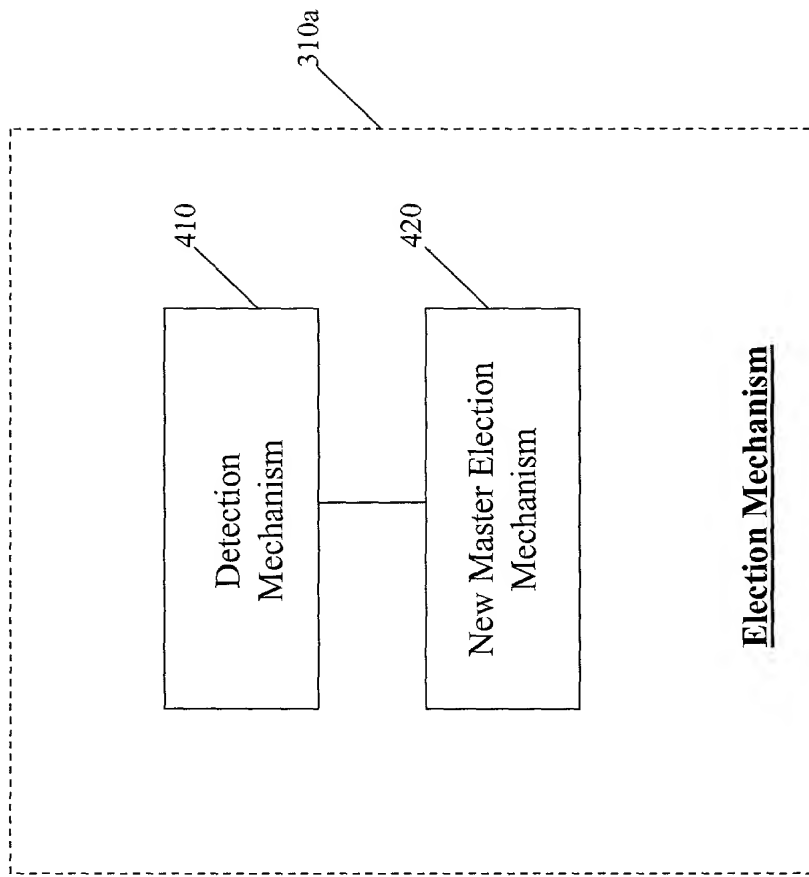 310a
410
Detection
Mechanism
420
New Master Election
Mechanism
Election Mechanism